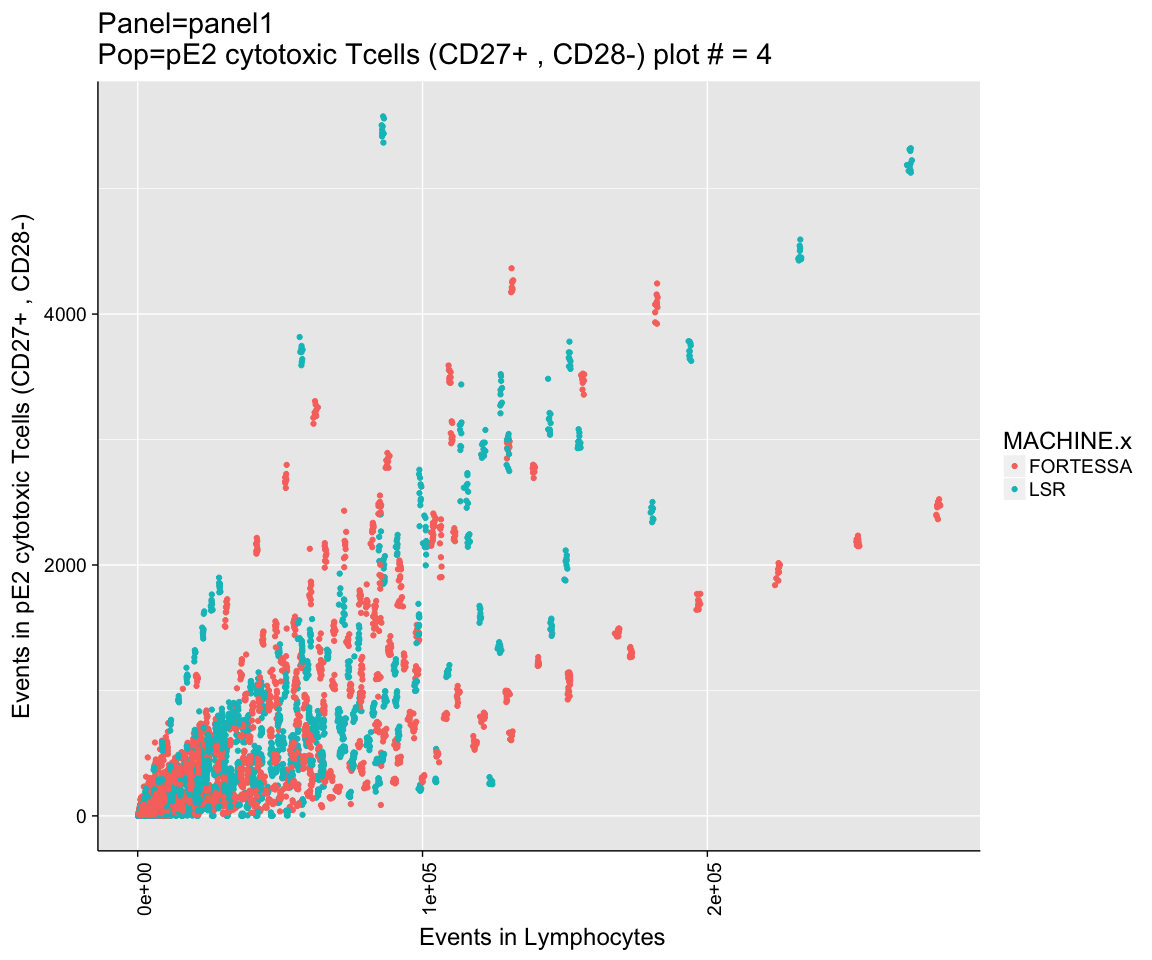 Panel=panel1
Pop=pE2 cytotoxic Tcells (CD27+ , CD28-) plot # = 4
Events in pE2 cytotoxic Tcells (CD27+ , CD28-)
4000
2000
0
0e+00
1e+05
2e+05
Events in Lymphocytes
MACHINE.x
FORTESSA
LSR